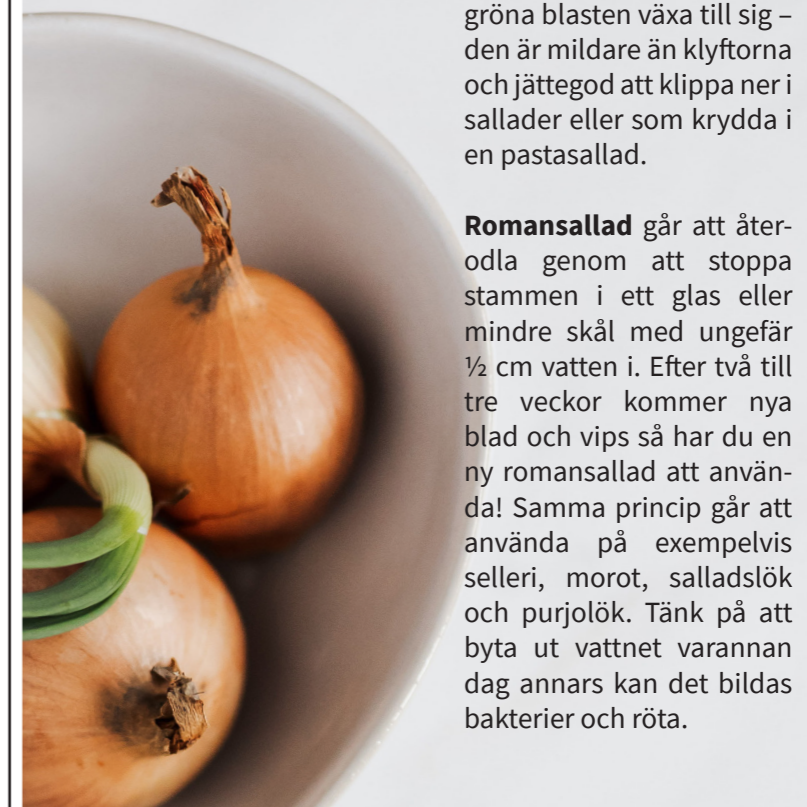 gröna blasten växa till sig –
den är mildare än klyftorna
och jättegod att klippa ner i
sallader eller som krydda i
en pastasallad.
Romansallad går att åter-
odla genom att stoppa
stammen i ett glas eller
mindre skål med ungefär
½ cm vatten i. Efter två till
tre veckor kommer nya
blad och vips så har du en
ny romansallad att använ-
da! Samma princip går att
använda på exempelvis
selleri, morot, salladslök
och purjolök. Tänk på att
byta ut vattnet varannan
dag annars kan det bildas
bakterier och röta.